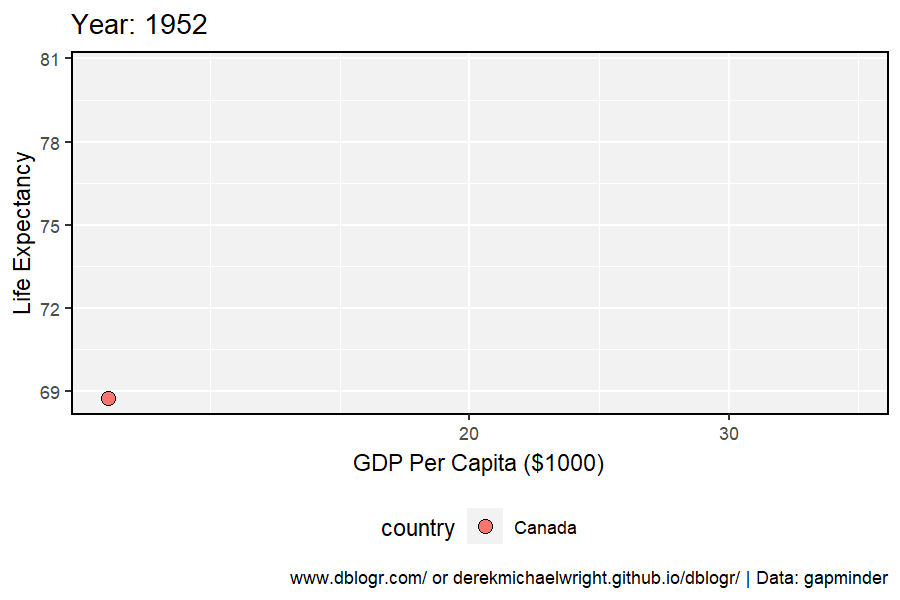 Year: 1952
Life Expectancy
81
78
75
72
69
20 30
GDP Per Capita ($1000)
country Canada
www.dblogr.com/ or derekmichaelwright.github.io/dblogr/ | Data: gapminder